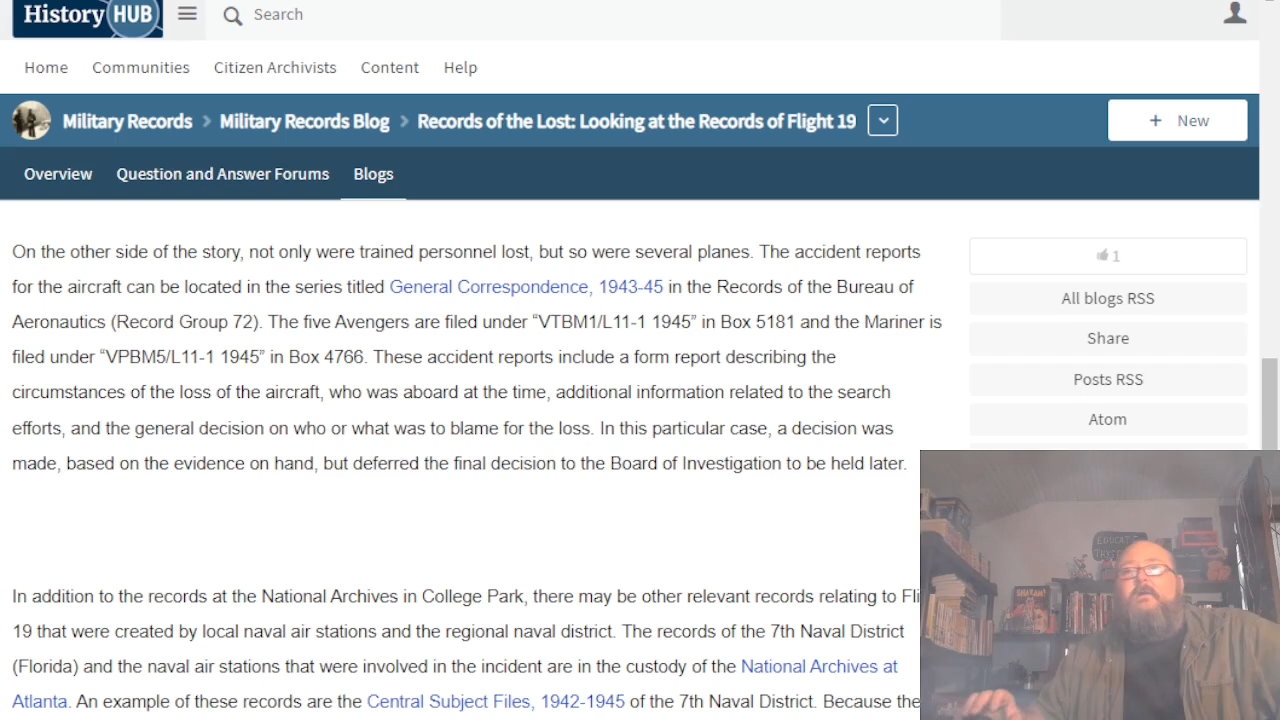 History HUB
Search
Home Communities Citizen Archivists Content Help
Military Records > Military Records Blog > Records of the Lost: Looking at the Records of Flight 19
+ New
Overview Question and Answer Forums Blogs
On the other side of the story, not only were trained personnel lost, but so were several planes. The accident reports
for the aircraft can be located in the series titled General Correspondence, 1943-45 in the Records of the Bureau of
Aeronautics (Record Group 72). The five Avengers are filed under “VTBM1/L11-1 1945” in Box 5181 and the Mariner is
filed under “VPBM5/L11-1 1945” in Box 4766. These accident reports include a form report describing the
circumstances of the loss of the aircraft, who was aboard at the time, additional information related to the search
efforts, and the general decision on who or what was to blame for the loss. In this particular case, a decision was
made, based on the evidence on hand, but deferred the final decision to the Board of Investigation to be held later.
1
All blogs RSS
Share
Posts RSS
Atom
In addition to the records at the National Archives in College Park, there may be other relevant records relating to Fli
19 that were created by local naval air stations and the regional naval district. The records of the 7th Naval District
(Florida) and the naval air stations that were involved in the incident are in the custody of the National Archives at
Atlanta. An example of these records are the Central Subject Files, 1942-1945 of the 7th Naval District. Because the
EDUCATE
SHAZAM!